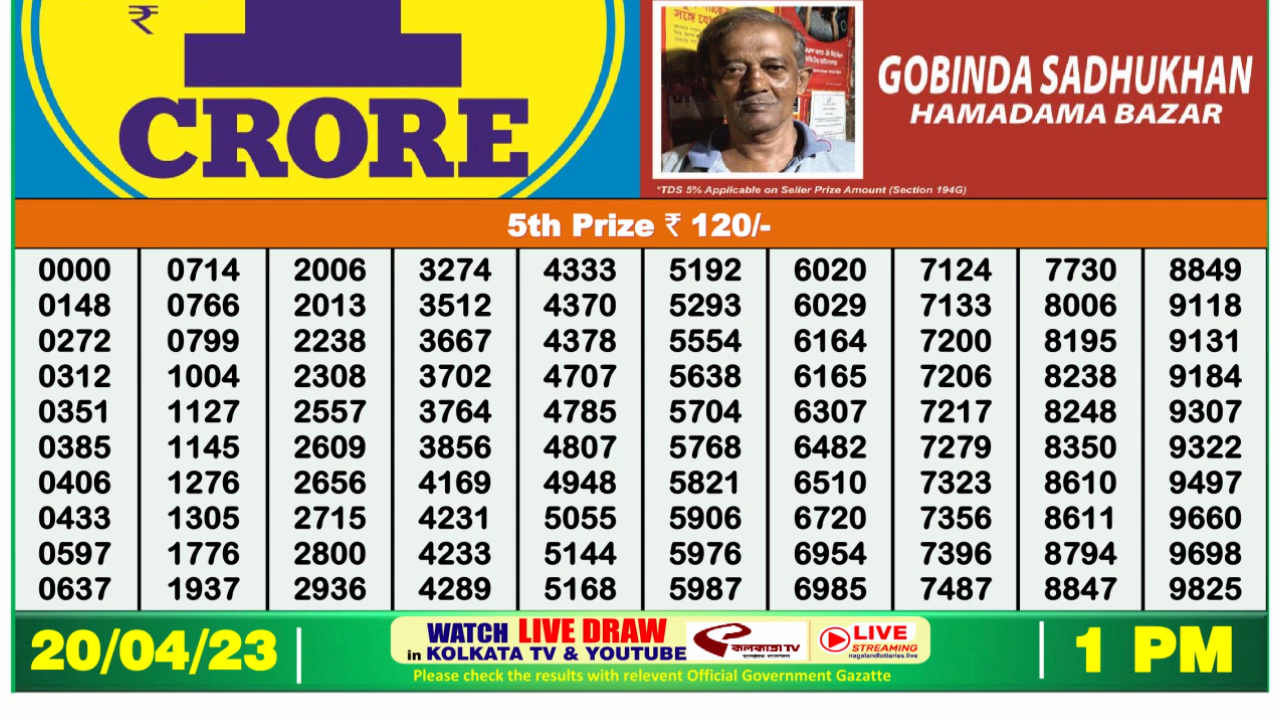 ₹ 1
CRORE
সঙ্গে
GOBINDA SADHUKHAN
HAMADAMA BAZAR
*TDS 5% Applicable on Seller Prize Amount (Section 194G)
5th Prize ₹ 120/-
0000 0714 2006 3274 4333 5192 6020 7124 7730 8849
0148 0766 2013 3512 4370 5293 6029 7133 8006 9118
0272 0799 2238 3667 4378 5554 6164 7200 8195 9131
0312 1004 2308 3702 4707 5638 6165 7206 8238 9184
0351 1127 2557 3764 4785 5704 6307 7217 8248 9307
0385 1145 2609 3856 4807 5768 6482 7279 8350 9322
0406 1276 2656 4169 4948 5821 6510 7323 8610 9497
0433 1305 2715 4231 5055 5906 6720 7356 8611 9660
0597 1776 2800 4233 5144 5976 6954 7396 8794 9698
0637 1937 2936 4289 5168 5987 6985 7487 8847 9825
20/04/23
WATCH LIVE DRAW
in KOLKATA TV & YOUTUBE
কলকাতা TV
LIVE
STREAMING
nagalandlotteries.live
1 PM
Please check the results with relevent Official Government Gazatte